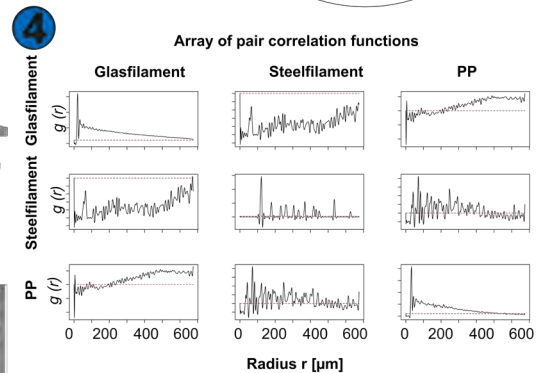 4
Array of pair correlation functions
Glasfilament Steelfilament PP
Glasfilament
g (r)
Steelfilament
g (r)
PP
g (r)
0 200 400 600 0 200 400 600 0 200 400 600
Radius r [µm]